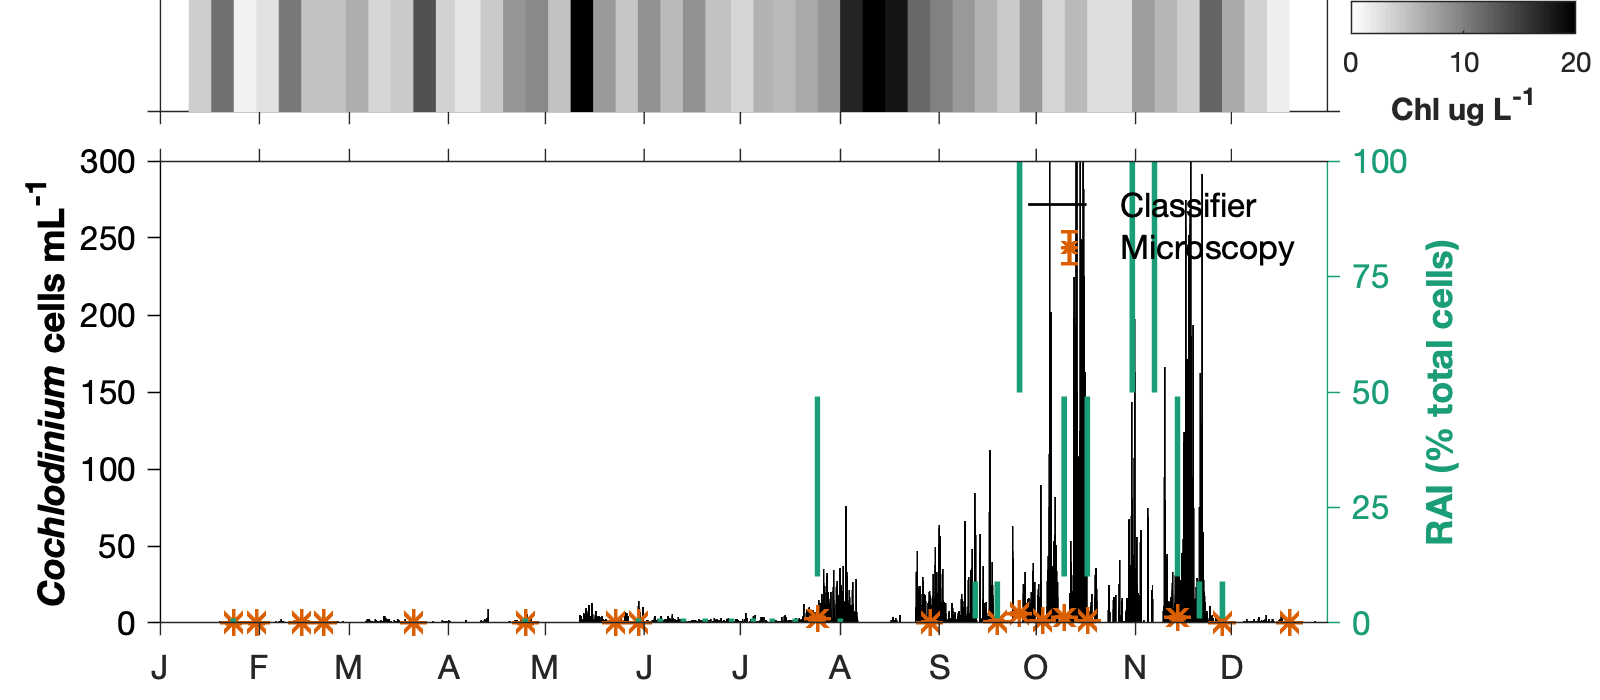 0 10 20
Chl ug L-1
300 250 200 150 100 50 0
Cochlodinium cells mL-1
Classifier
Microscopy
100 75 50 25 0
RAI (% total cells)
J F M A M J J A S O N D